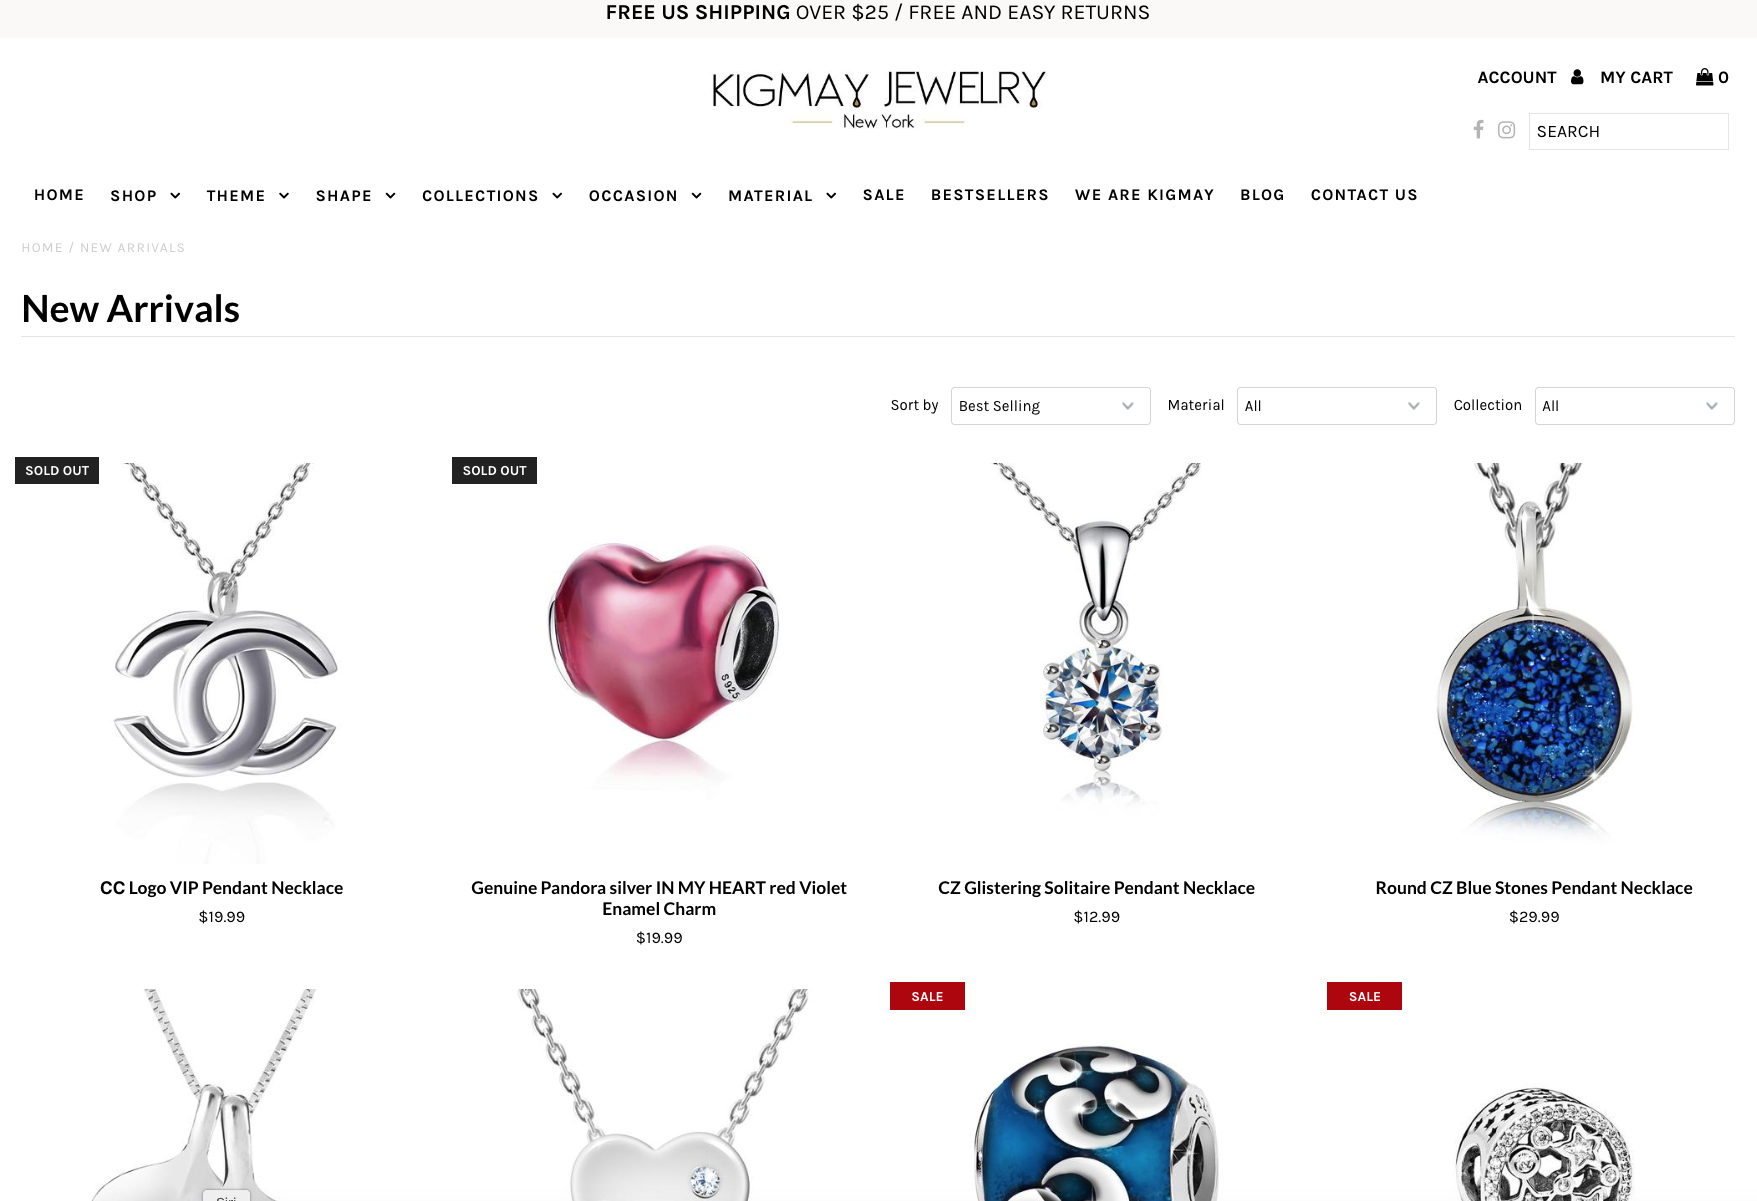 FREE US SHIPPING OVER $25 / FREE AND EASY RETURNS
KIGMAY JEWELRY
New York
ACCOUNT MY CART 0
SEARCH
HOME SHOP THEME SHAPE COLLECTIONS OCCASION MATERIAL SALE BESTSELLERS WE ARE KIGMAY BLOG CONTACT US
HOME / NEW ARRIVALS
New Arrivals
Sort by Best Selling Material All Collection All
SOLD OUT
SOLD OUT
S925
CC Logo VIP Pendant Necklace
$19.99
Genuine Pandora silver IN MY HEART red Violet
Enamel Charm
$19.99
CZ Glistering Solitaire Pendant Necklace
$12.99
Round CZ Blue Stones Pendant Necklace
$29.99
SALE
SALE